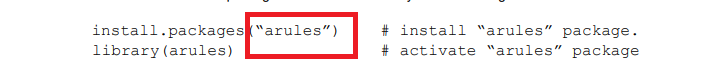 install.packages(“arules”) # install “arules” package.
library(arules) # activate “arules” package